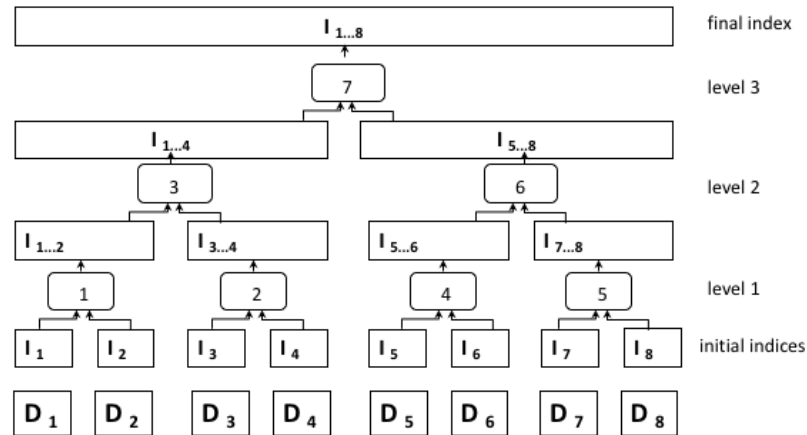 I 1...8 final index
7 level 3
I 1...4 I 5...8
3 6 level 2
I 1...2 I 3...4 I 5...6 I 7...8
1 2 4 5 level 1
I 1 I 2 I 3 I 4 I 5 I 6 I 7 I 8 initial indices
D 1 D 2 D 3 D 4 D 5 D 6 D 7 D 8